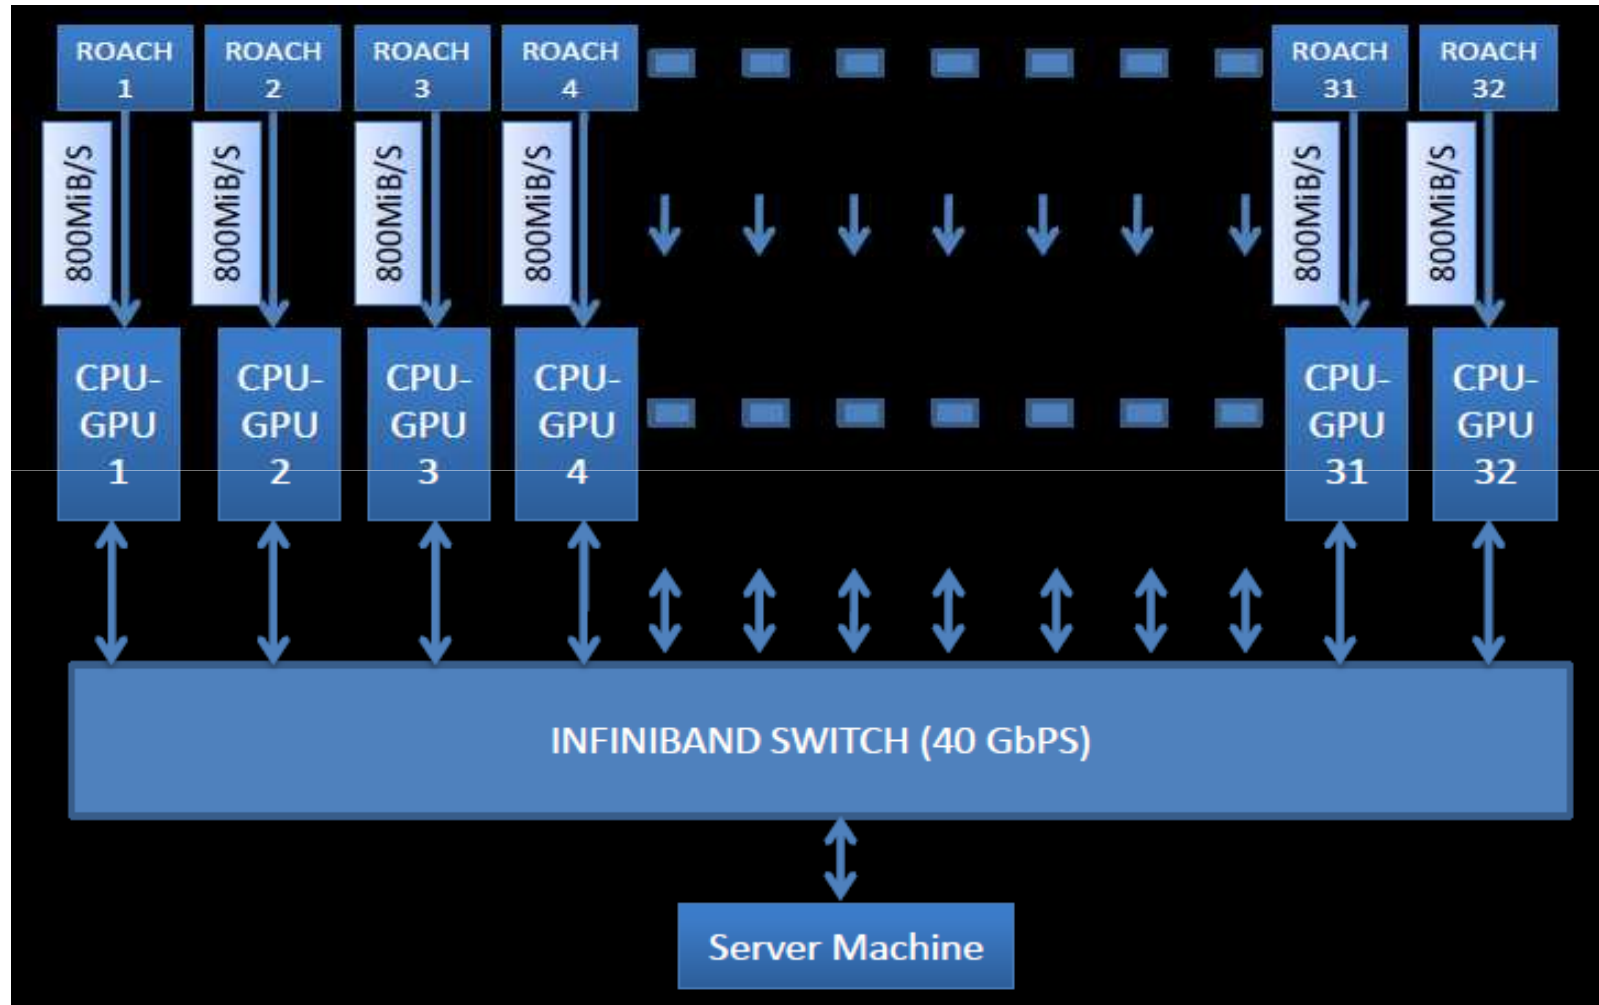 ROACH
1
ROACH
2
ROACH
3
ROACH
4
ROACH
31
ROACH
32
800MiB/S
800MiB/S
800MiB/S
800MiB/S
800MiB/S
800MiB/S
CPU-
GPU
1
CPU-
GPU
2
CPU-
GPU
3
CPU-
GPU
4
CPU-
GPU
31
CPU-
GPU
32
INFINIBAND SWITCH (40 GbPS)
Server Machine